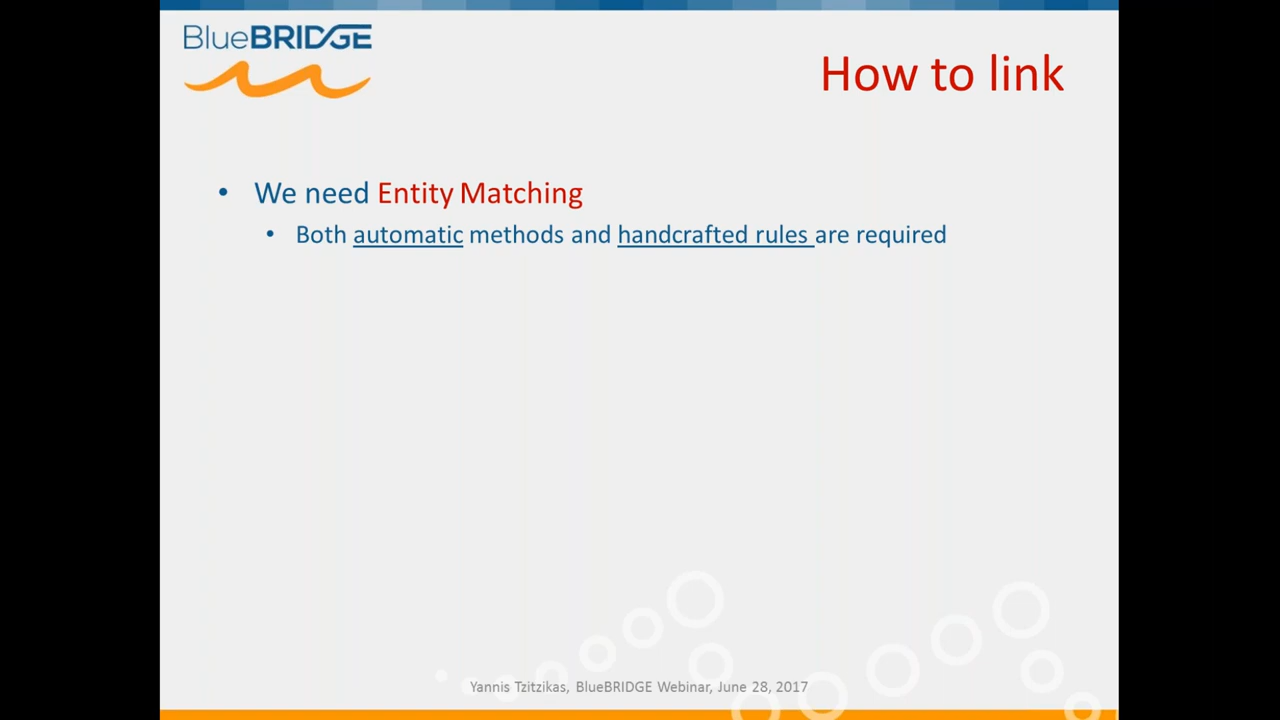 BlueBRIDGE
How to link
• We need Entity Matching
• Both automatic methods and handcrafted rules are required
Yannis Tzitzikas, BlueBRIDGE Webinar, June 28, 2017